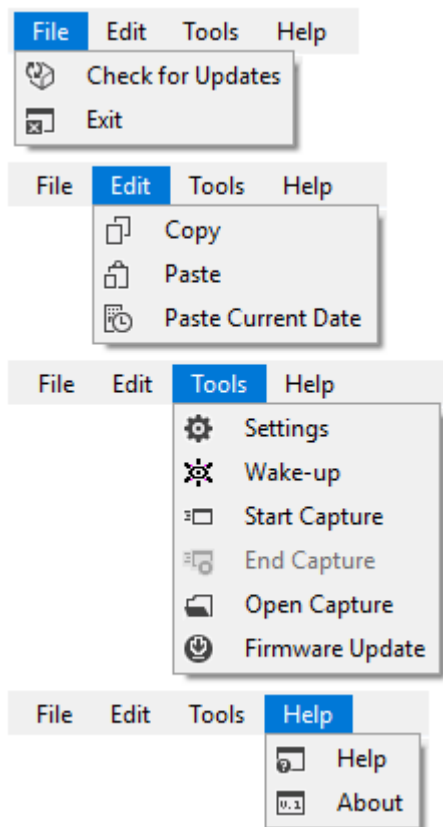 File Edit Tools Help
Check for Updates
Exit
File Edit Tools Help
Copy
Paste
Paste Current Date
File Edit Tools Help
Settings
Wake-up
Start Capture
End Capture
Open Capture
Firmware Update
File Edit Tools Help
Help
V.1 About